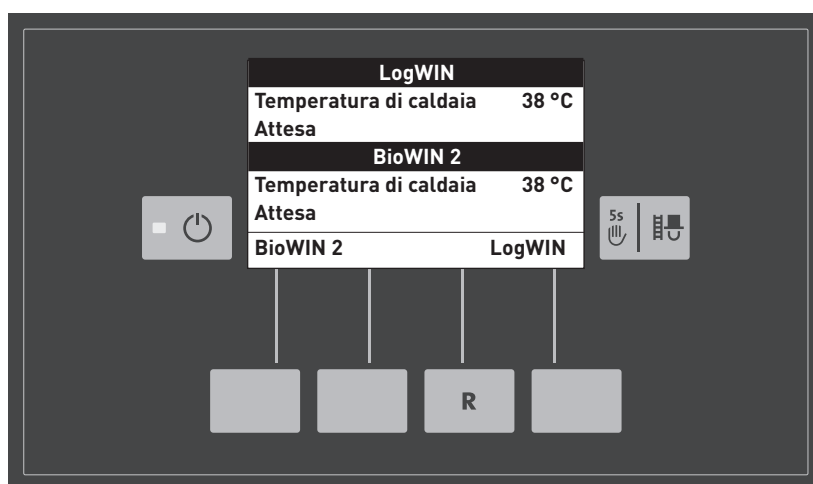 LogWIN
Temperatura di caldaia 38 °C
Attesa
BioWIN 2
Temperatura di caldaia 38 °C
Attesa
BioWIN 2 LogWIN
5s
R